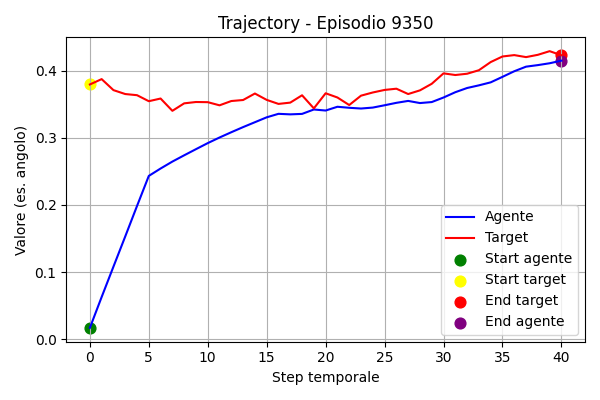 Trajectory - Episodio 9350
Valore (es. angolo)
0.4
0.3
0.2
0.1
0.0
0 5 10 15 20 25 30 35 40
Step temporale
Agente
Target
Start agente
Start target
End target
End agente